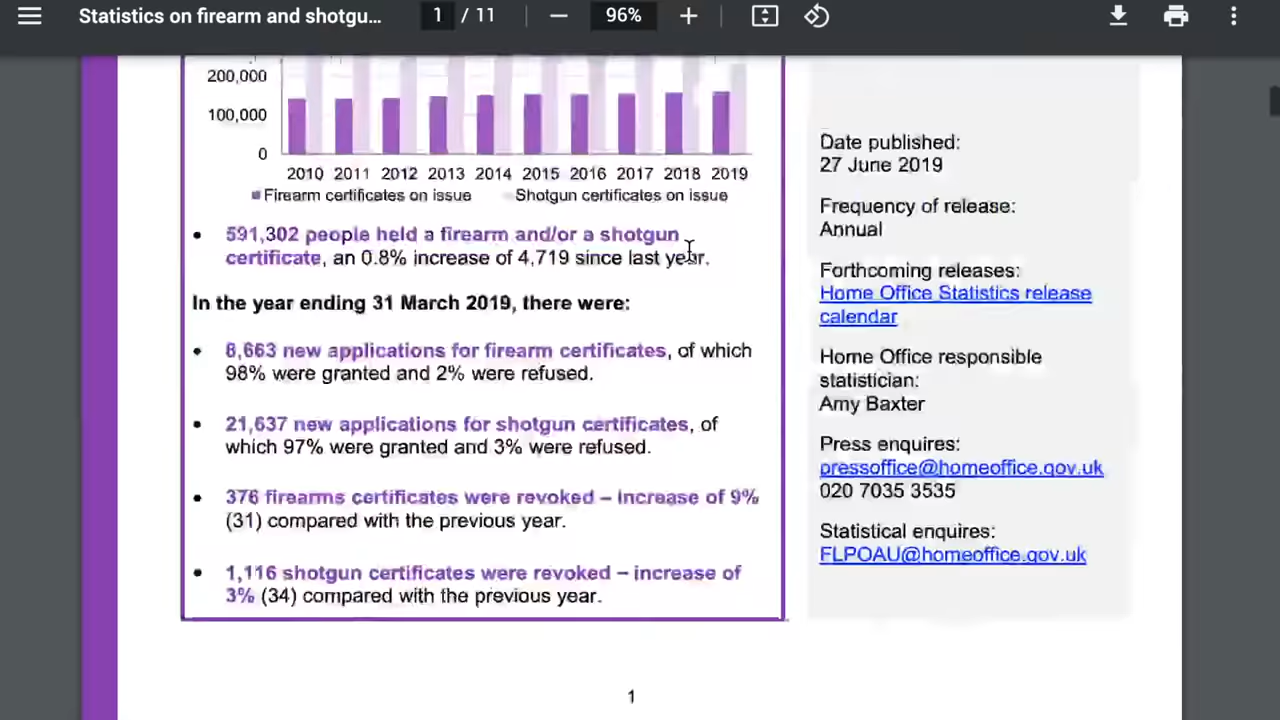 Statistics on firearm and shotgu...
1 / 11
96%
200,000
100,000
0
2010 2011 2012 2013 2014 2015 2016 2017 2018 2019
Firearm certificates on issue Shotgun certificates on issue
• 591,302 people held a firearm and/or a shotgun
certificate, an 0.8% increase of 4,719 since last year.
In the year ending 31 March 2019, there were:
• 8,663 new applications for firearm certificates, of which
98% were granted and 2% were refused.
• 21,637 new applications for shotgun certificates, of
which 97% were granted and 3% were refused.
• 376 firearms certificates were revoked – increase of 9%
(31) compared with the previous year.
• 1,116 shotgun certificates were revoked – increase of
3% (34) compared with the previous year.
Date published:
27 June 2019
Frequency of release:
Annual
Forthcoming releases:
Home Office Statistics release
calendar
Home Office responsible
statistician:
Amy Baxter
Press enquires:
pressoffice@homeoffice.gov.uk
020 7035 3535
Statistical enquires:
FLPOAU@homeoffice.gov.uk
1